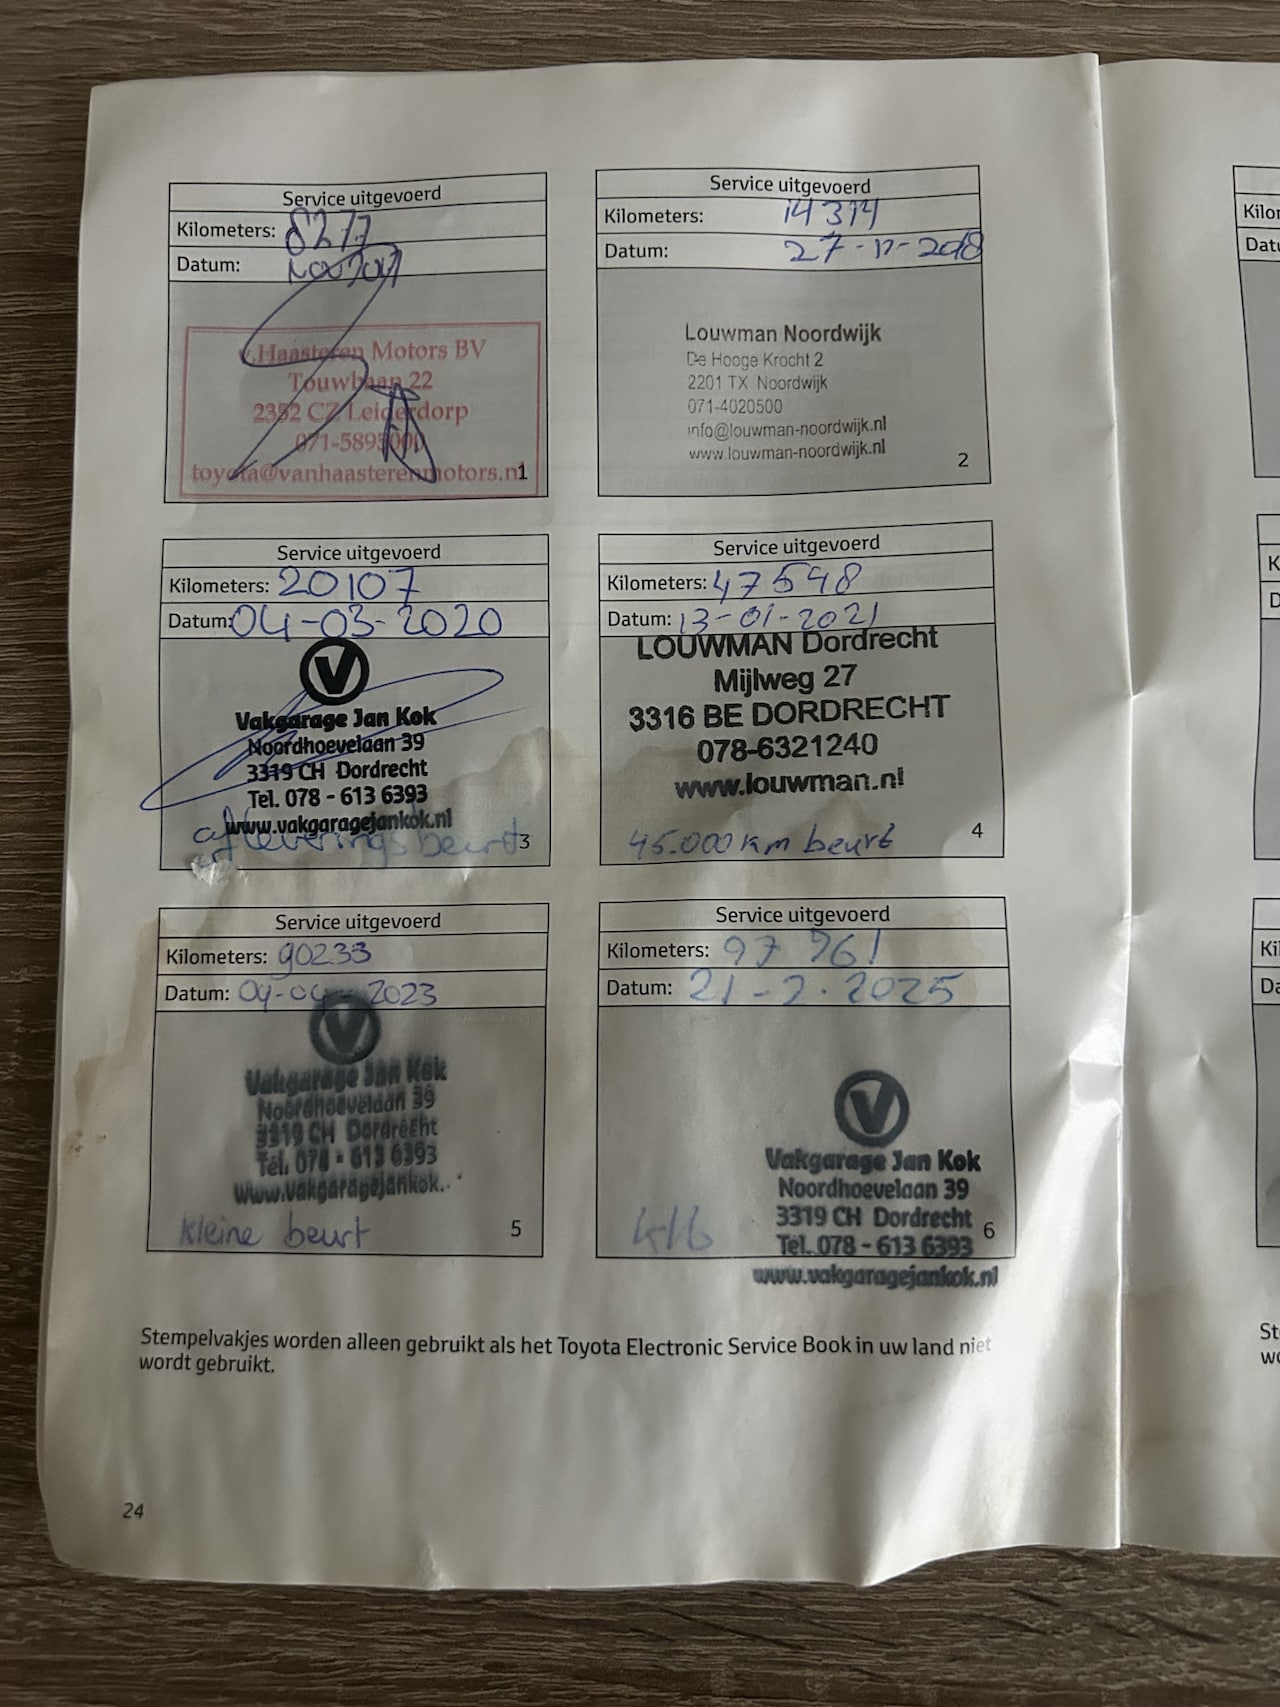 Service uitgevoerd
Kilometers: 8277
Datum:
v.Haasteren Motors BV
Touwbaan 22
2352 CZ Leiderdorp
071-5895000
toyota@vanhaasterenmotors.nl
1
Service uitgevoerd
Kilometers: 14314
Datum: 27-12-2018
Louwman Noordwijk
De Hooge Krocht 2
2201 TX Noordwijk
071-4020500
info@louwman-noordwijk.nl
www.louwman-noordwijk.nl
2
Service uitgevoerd
Kilometers: 20107
Datum: 04-03-2020
V
Vakgarage Jan Kok
Noordhoevelaan 39
3319 CH Dordrecht
Tel. 078 - 613 6393
www.vakgaragejankok.nl
afleveringsbeurt
3
Service uitgevoerd
Kilometers: 47548
Datum: 13-01-2021
LOUWMAN Dordrecht
Mijlweg 27
3316 BE DORDRECHT
078-6321240
www.louwman.nl
45.000 km beurt
4
Service uitgevoerd
Kilometers: 90233
Datum: 04-04-2023
V
Vakgarage Jan Kok
Noordhoevelaan 39
3319 CH Dordrecht
Tel. 078 - 613 6393
www.vakgaragejankok.
kleine beurt
5
Service uitgevoerd
Kilometers: 97961
Datum: 21-2-2025
V
Vakgarage Jan Kok
Noordhoevelaan 39
3319 CH Dordrecht
Tel. 078 - 613 6393
www.vakgaragejankok.nl
6
Stempelvakjes worden alleen gebruikt als het Toyota Electronic Service Book in uw land niet
wordt gebruikt.
24